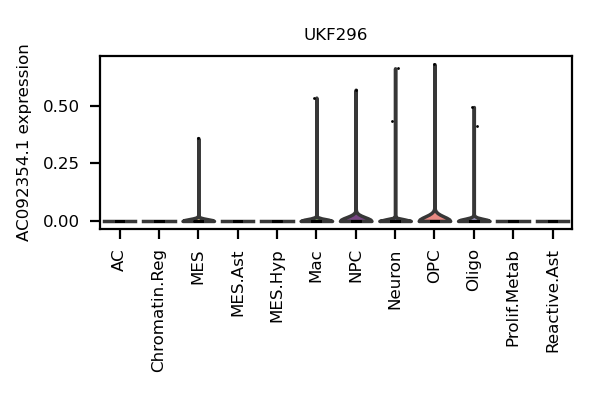 UKF296
AC092354.1 expression
0.50
0.25
0.00
AC
Chromatin.Reg
MES
MES.Ast
MES.Hyp
Mac
NPC
Neuron
OPC
Oligo
Prolif.Metab
Reactive.Ast